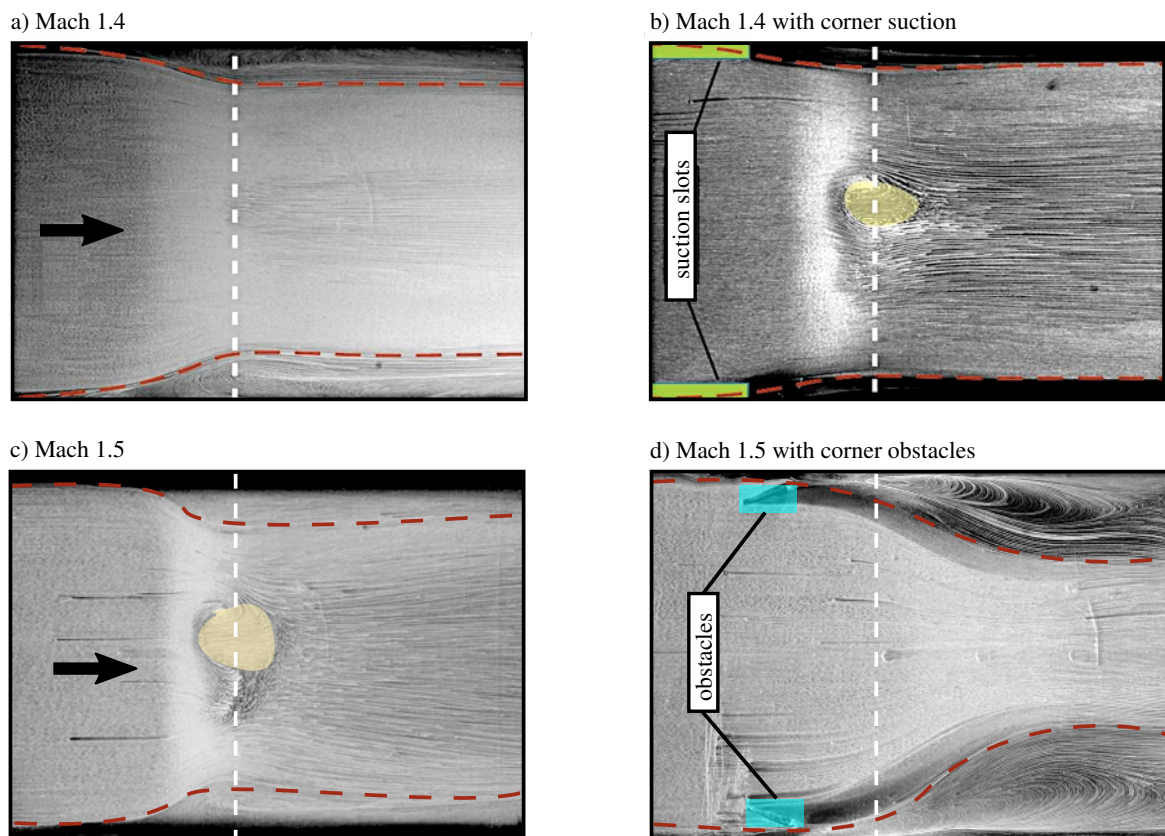 a) Mach 1.4
b) Mach 1.4 with corner suction
suction slots
c) Mach 1.5
d) Mach 1.5 with corner obstacles
obstacles